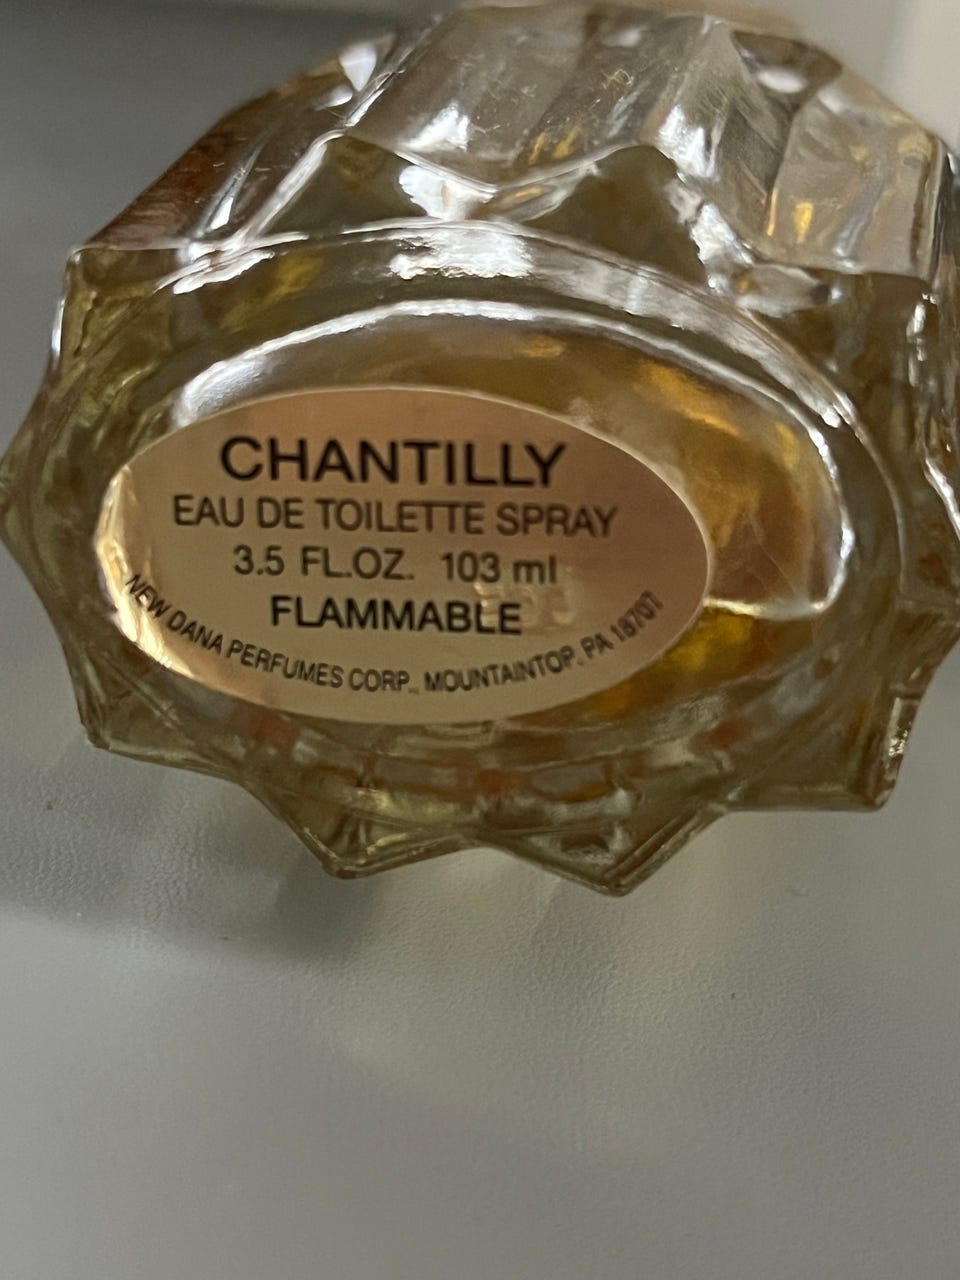 CHANTILLY
EAU DE TOILETTE SPRAY
3.5 FL.OZ. 103 ml
FLAMMABLE
NEW DANA PERFUMES CORP., MOUNTAINTOP, PA 18707